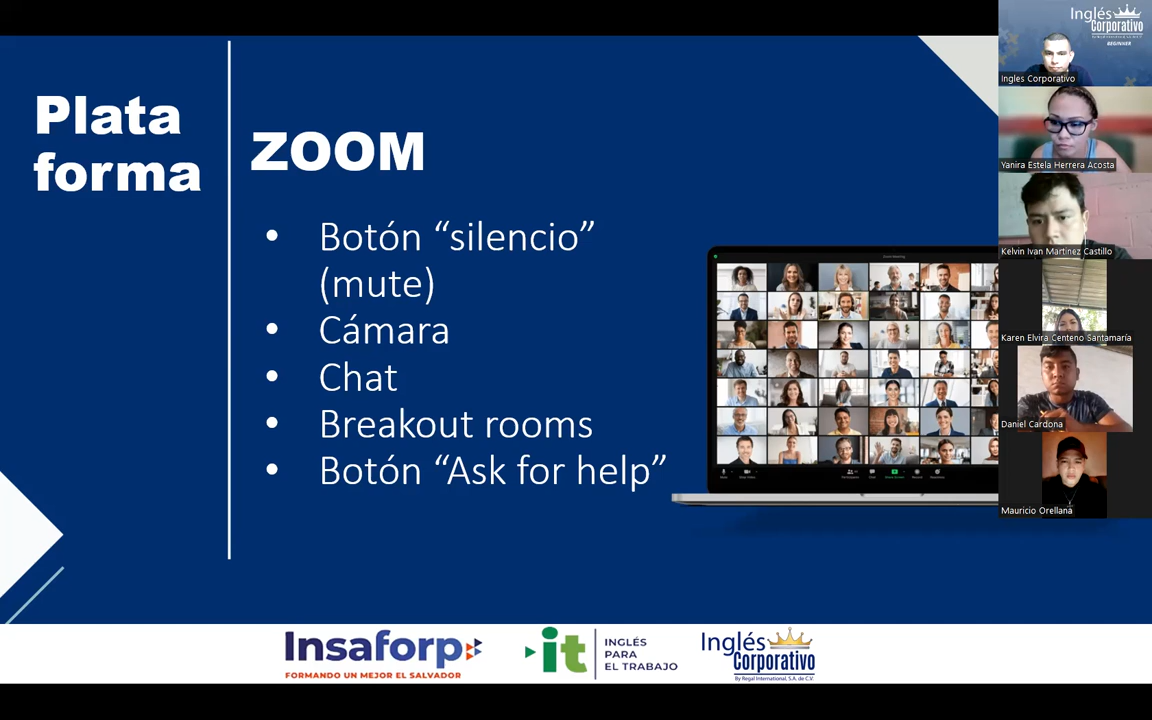 Plata
forma
ZOOM
• Botón “silencio”
(mute)
• Cámara
• Chat
• Breakout rooms
• Botón “Ask for help”
Inglés
Corporativo
BEGINNER
Ingles Corporativo
Yanira Estela Herrera Acosta
Kelvin Ivan Martinez Castillo
Karen Elvira Centeno Santamaría
Daniel Cardona
Mauricio Orellana
Insaforp
FORMANDO UN MEJOR EL SALVADOR
it
INGLÉS
PARA
EL TRABAJO
Inglés
Corporativo
By Regal International, S.A. de C.V.